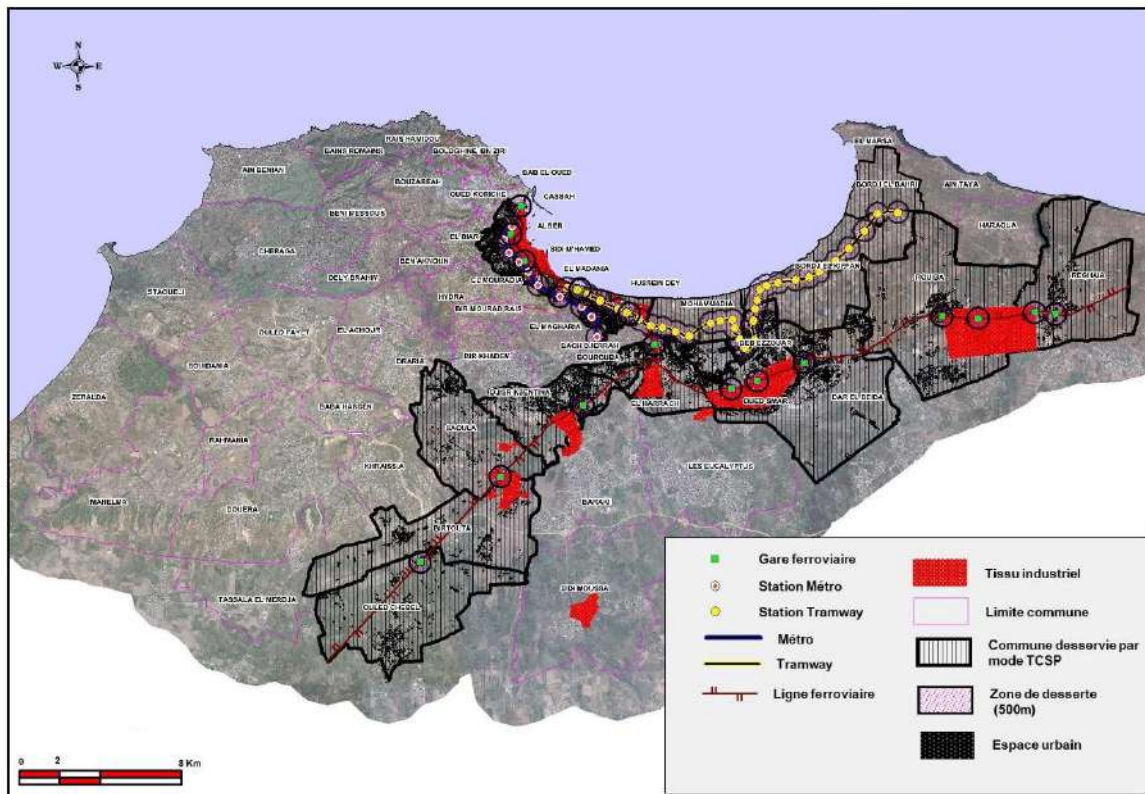 N
W E
S
RAIS HAMIDOU
BAINS ROMAINS
BOLOGHINE IBN ZIRI
EL MARSA
AIN BENIAN
BAB EL OUED
BOUZAREAH
BORDJ EL BAHRI
AIN TAYA
OUED KORICHE
CASBAH
BENI MESSOUS
ALGER
HARAOUA
EL BIAR
CHERAGA
SIDI M'HAMED
BEN AKNOUN
EL MADANIA
BORDJ EL KIFFAN
DELY BRAHIM
ROUIBA
REGHAIA
EL MOURADIA
HUSSEIN DEY
STAOUELI
HYDRA
MOHAMMADIA
BIR MOURAD RAIS
OULED FAYET
EL ACHOUR
EL MAGHARIA
BACH DJERRAH
BEB EZZOUAR
DRARIA
BIR KHADEM
BOUROUBA
SOUIDANIA
ZERALDA
BABA HASSEN
DJISR KSENTINA
EL HARRACH
OUED SMAR
DAR EL BEIDA
SAOULA
RAHMANIA
KHRAISSIA
LES EUCALYPTUS
MAHELMA
DOUERA
BARAKI
BIRTOUTA
SIDI MOUSSA
TASSALA EL MERDJA
OULED CHEBEL
Gare ferroviaire
Station Métro
Station Tramway
Métro
Tramway
Ligne ferroviaire
Tissu industriel
Limite commune
Commune desservie par
mode TCSP
Zone de desserte
(500m)
Espace urbain
0 2 8 Km